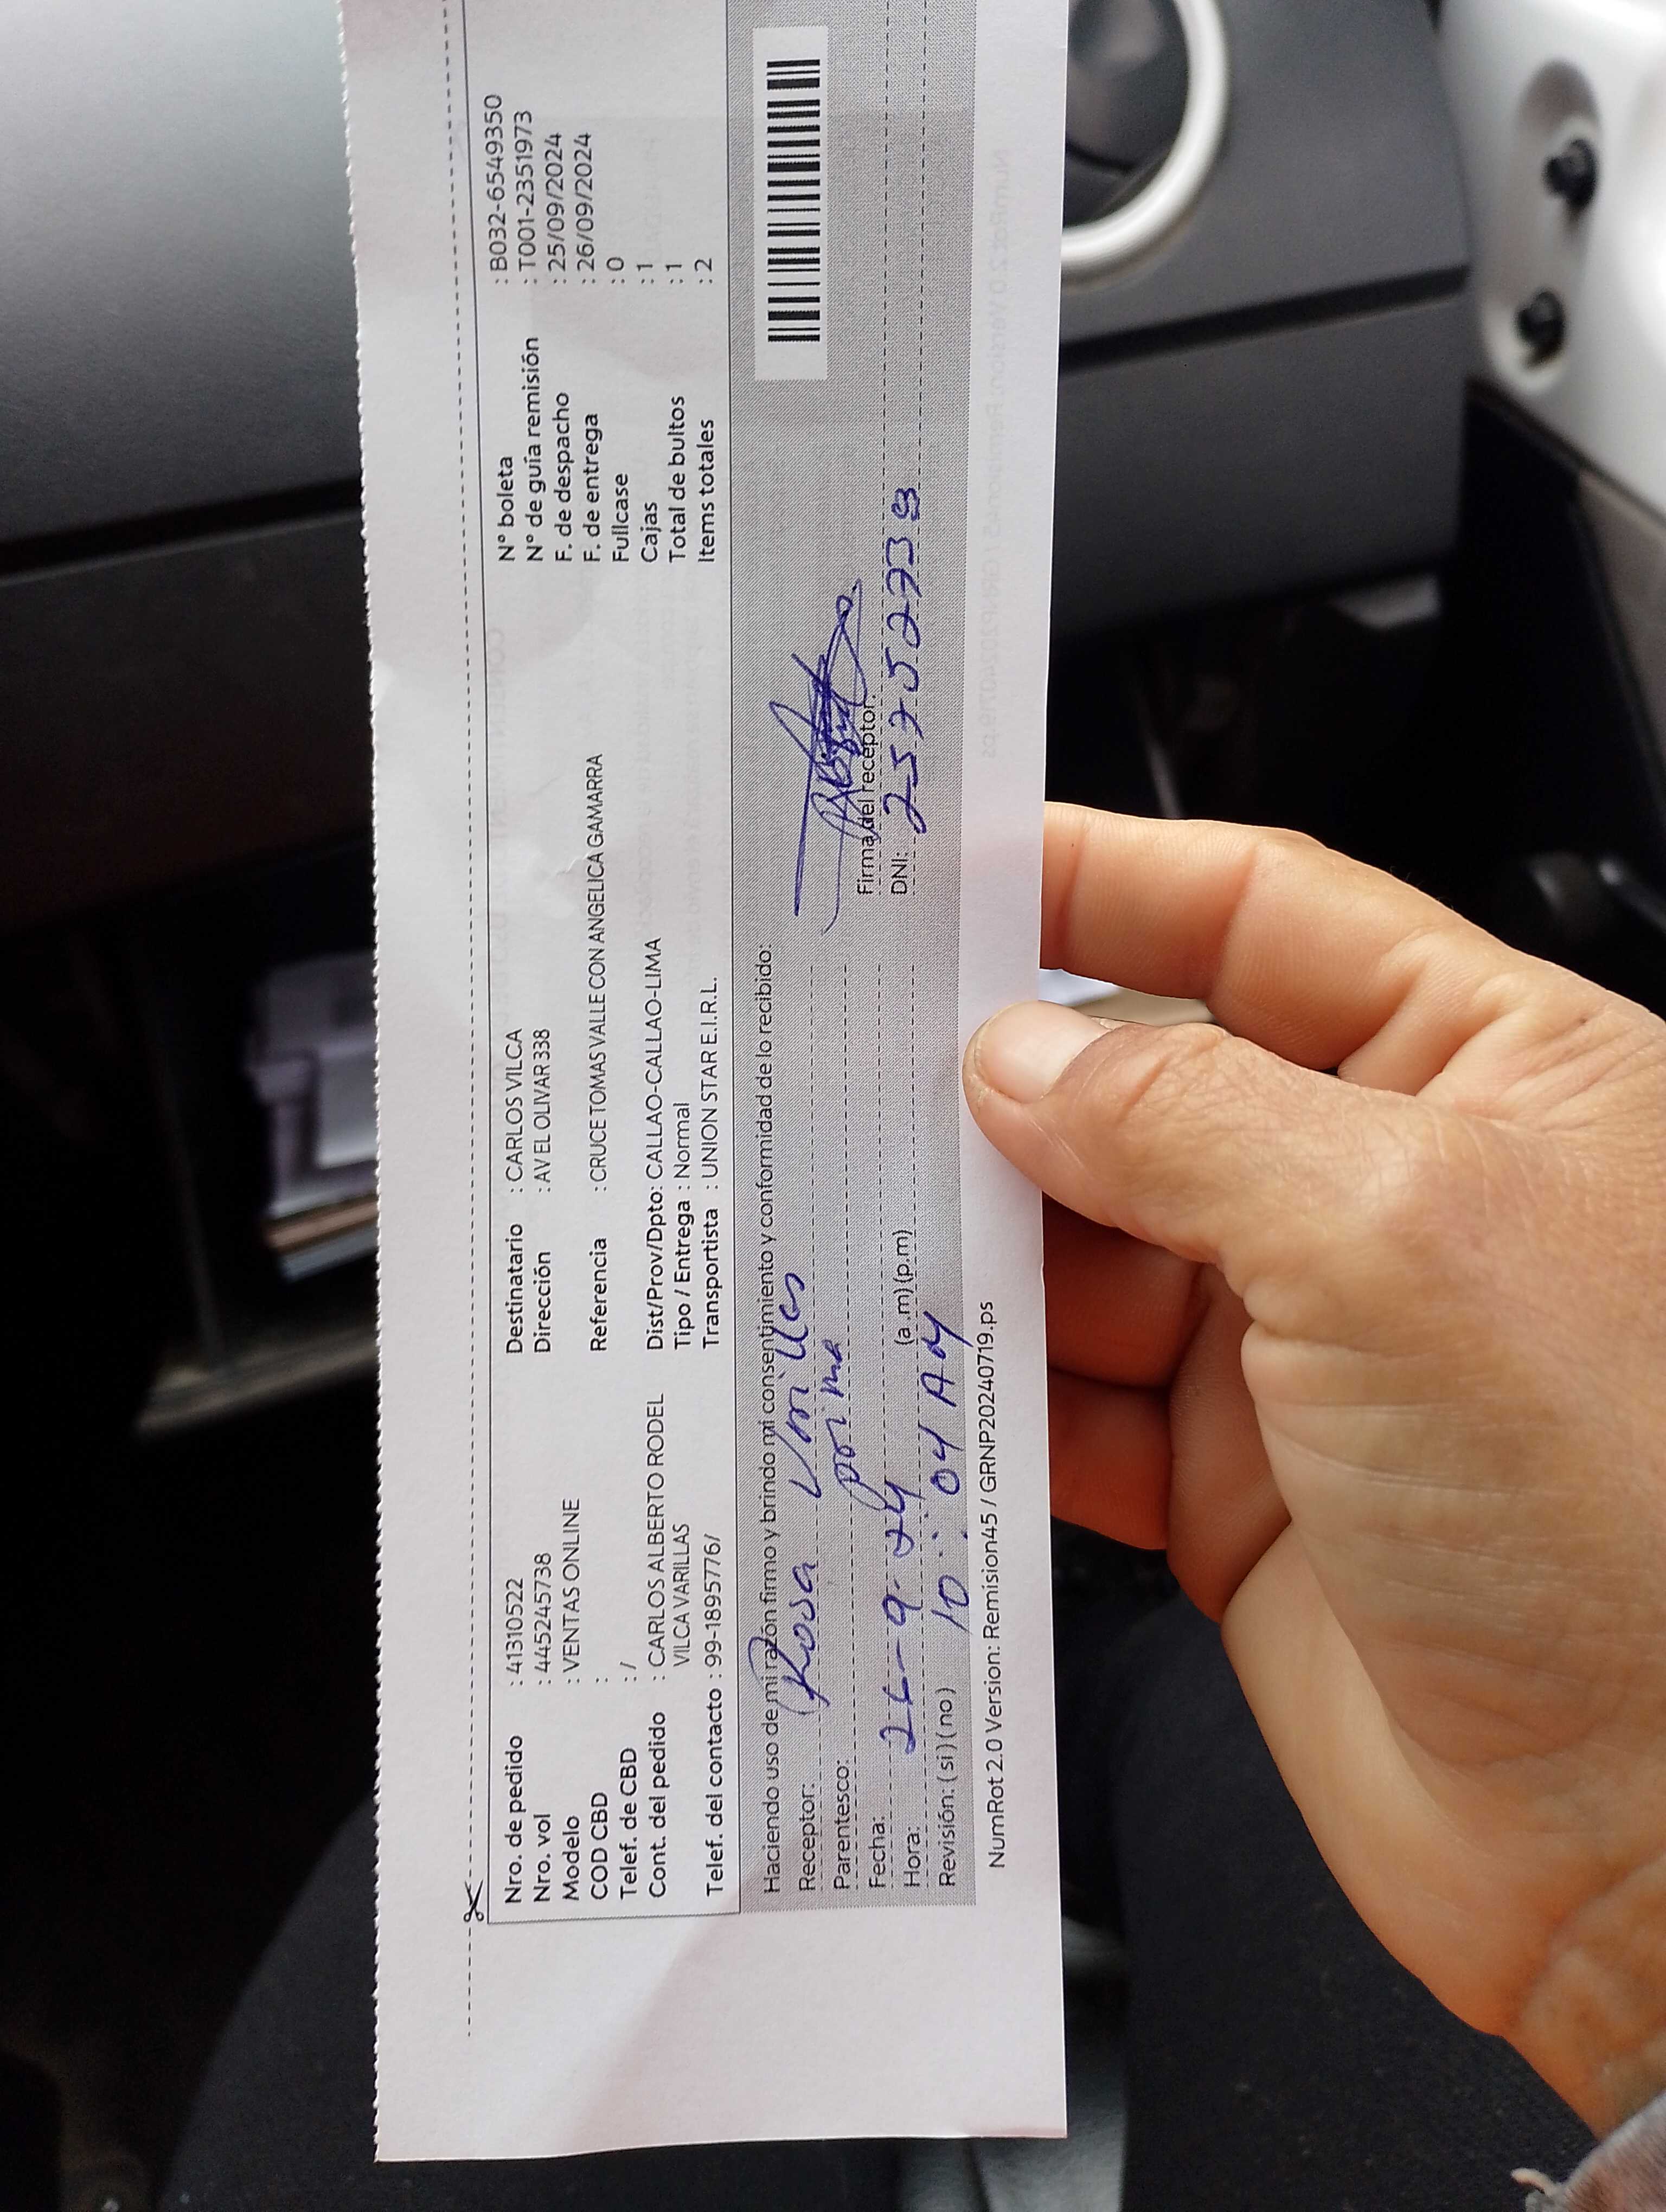 Nro. de pedido : 41310522
Nro. vol : 445245738
Modelo : VENTAS ONLINE
COD CBD :
Telef. de CBD : /
Cont. del pedido : CARLOS ALBERTO RODEL
VILCA VARILLAS
Telef. del contacto : 99-1895776/
Destinatario : CARLOS VILCA
Dirección : AV EL OLIVAR 338
Referencia : CRUCE TOMAS VALLE CON ANGELICA GAMARRA
Dist/Prov/Dpto: CALLAO-CALLAO-LIMA
Tipo / Entrega : Normal
Transportista : UNION STAR E.I.R.L.
N° boleta : B032-6549350
N° de guía remisión : T001-2351973
F. de despacho : 25/09/2024
F. de entrega : 26/09/2024
Fullcase : 0
Cajas : 1
Total de bultos : 1
Items totales : 2
Haciendo uso de mi razón firmo y brindo mi consentimiento y conformidad de lo recibido:
Receptor: Rosa
Parentesco:
Fecha: 26-9-24
Hora: 10:04 AM (a.m) (p.m)
Revisión: ( si ) ( no )
Firma del receptor:
DNI:
NumRot 2.0 Version: Remision45 / GRNP20240719.ps